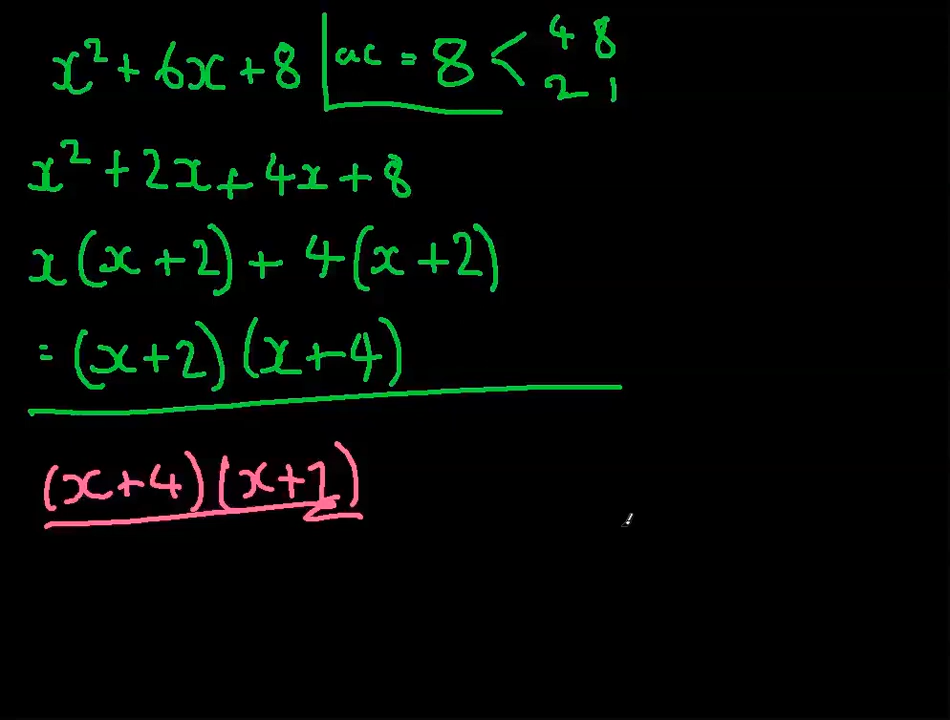 x² + 6x + 8 | ac = 8 < 4 8
2 1
x² + 2x + 4x + 8
x(x + 2) + 4(x + 2)
= (x + 2)(x + 4)
(x + 4)(x + 2)